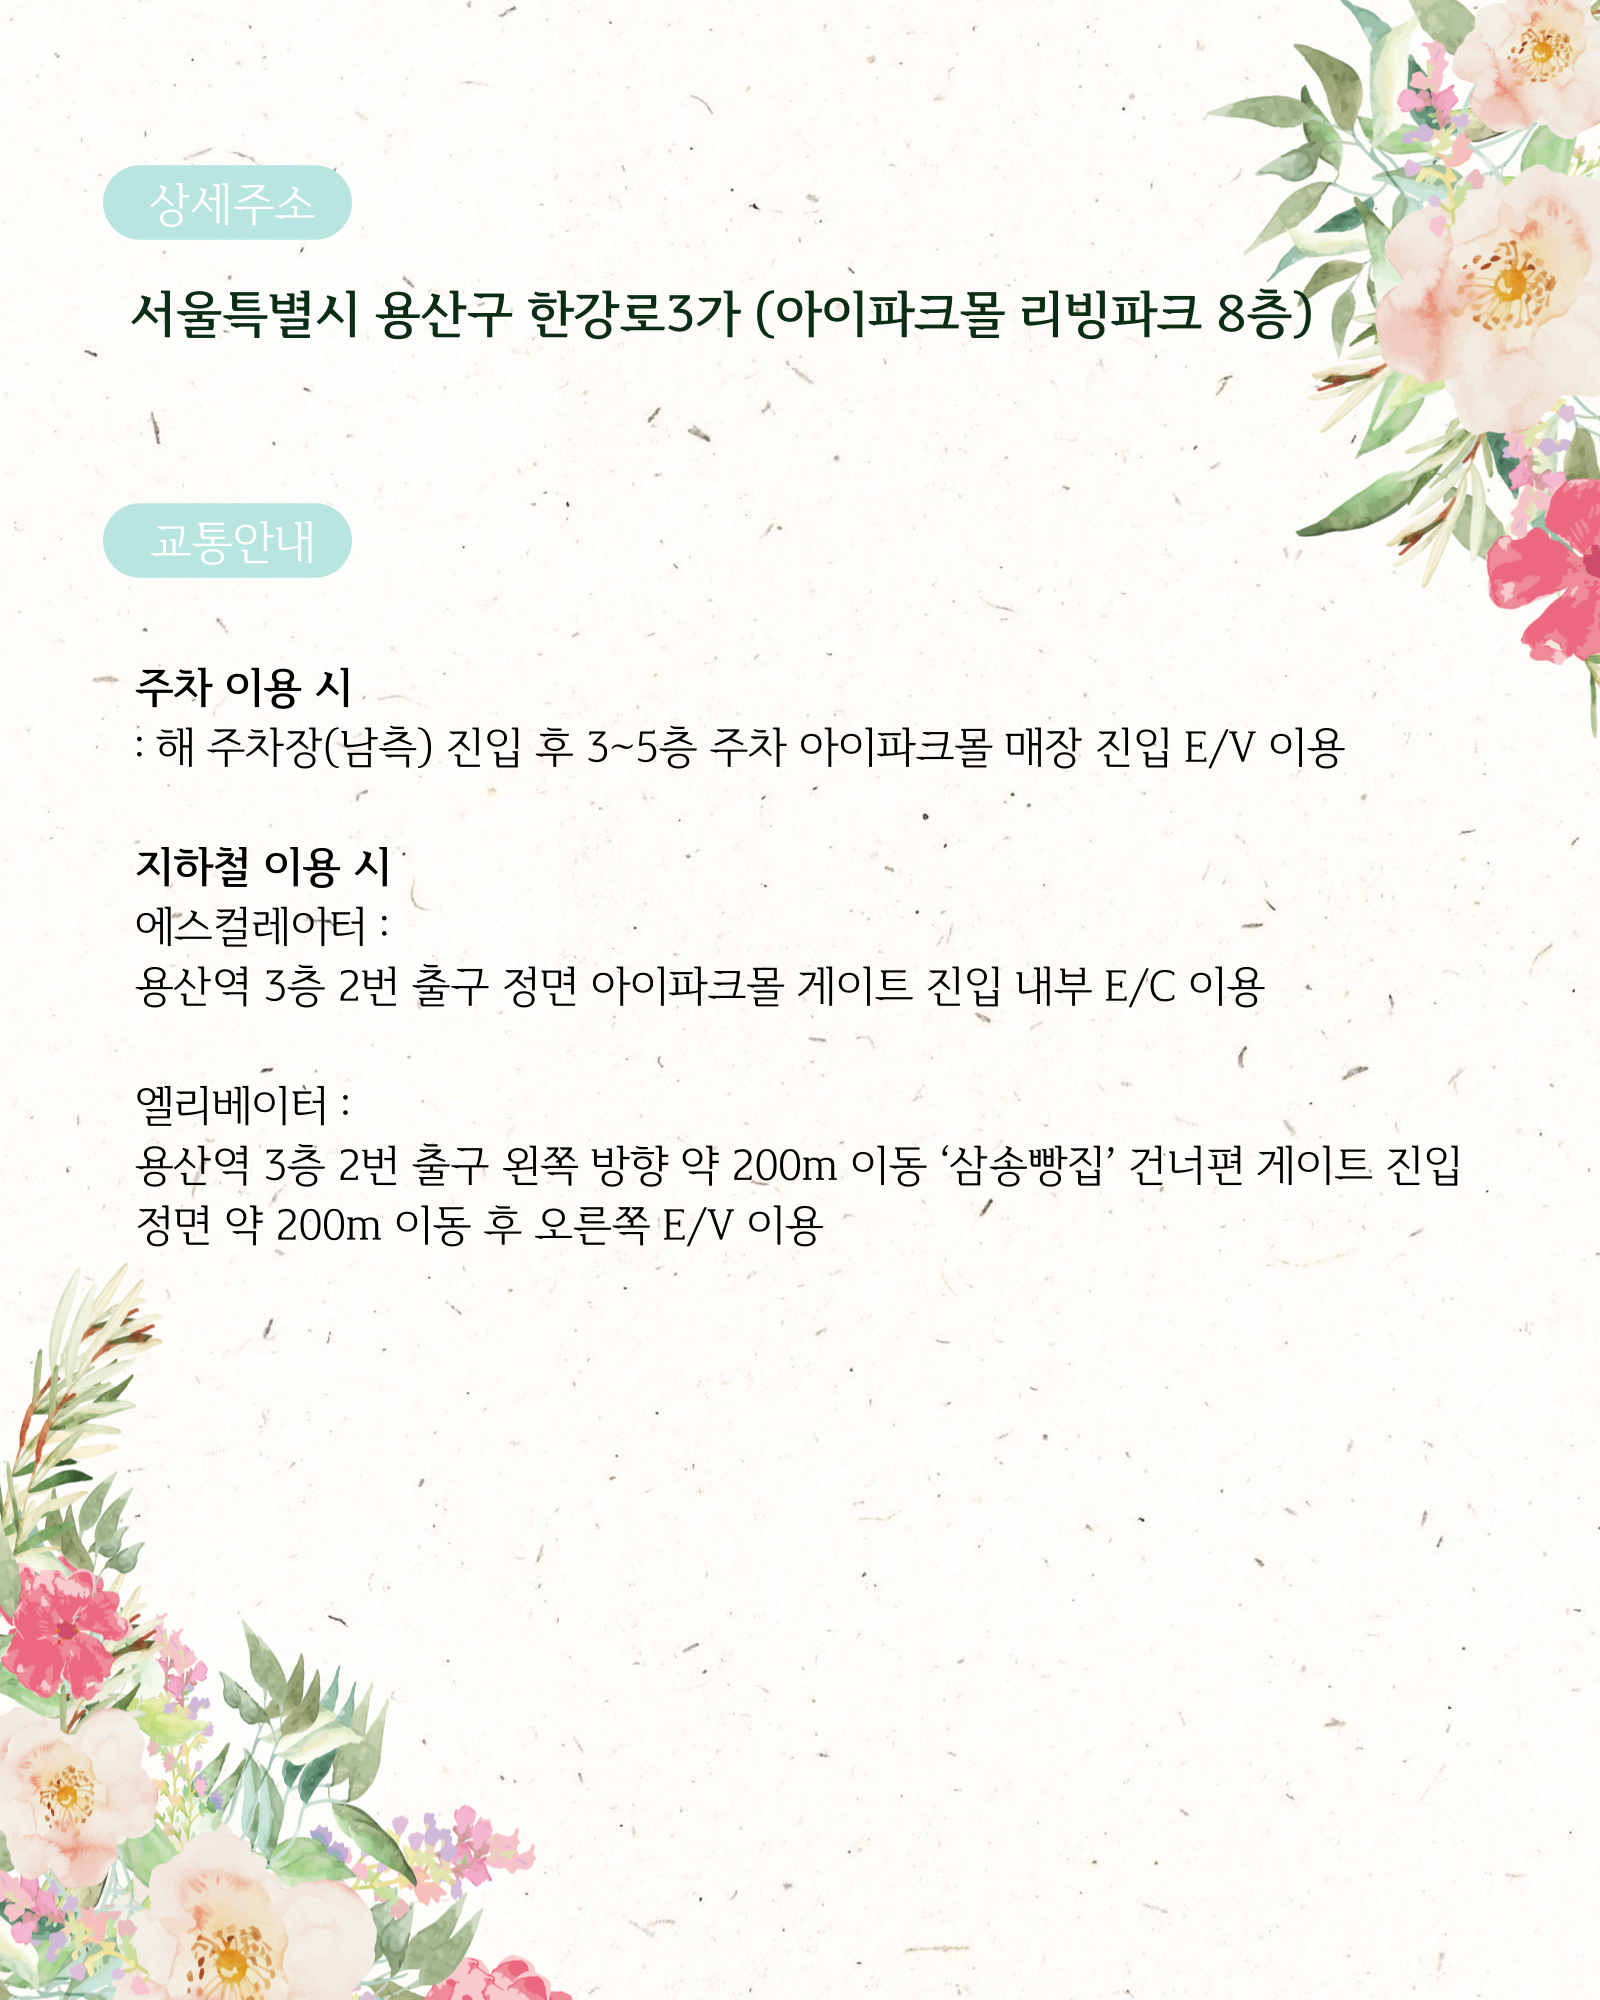 상세주소
서울특별시 용산구 한강로3가 (아이파크몰 리빙파크 8층)
교통안내
주차 이용 시
: 해 주차장(남측) 진입 후 3~5층 주차 아이파크몰 매장 진입 E/V 이용
지하철 이용 시
에스컬레이터 :
용산역 3층 2번 출구 정면 아이파크몰 게이트 진입 내부 E/C 이용
엘리베이터 :
용산역 3층 2번 출구 왼쪽 방향 약 200m 이동 ‘삼송빵집’ 건너편 게이트 진입
정면 약 200m 이동 후 오른쪽 E/V 이용